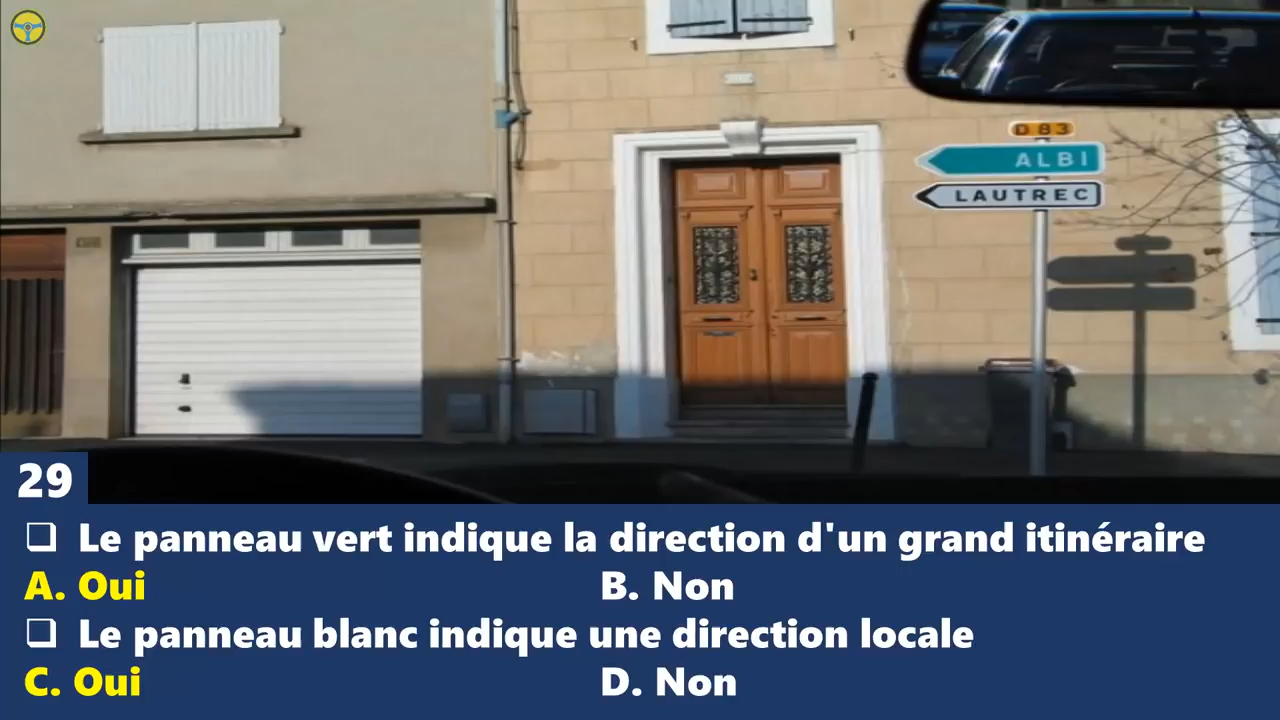 D 83
ALBI
LAUTREC
29
❑ Le panneau vert indique la direction d'un grand itinéraire
A. Oui
B. Non
❑ Le panneau blanc indique une direction locale
C. Oui
D. Non